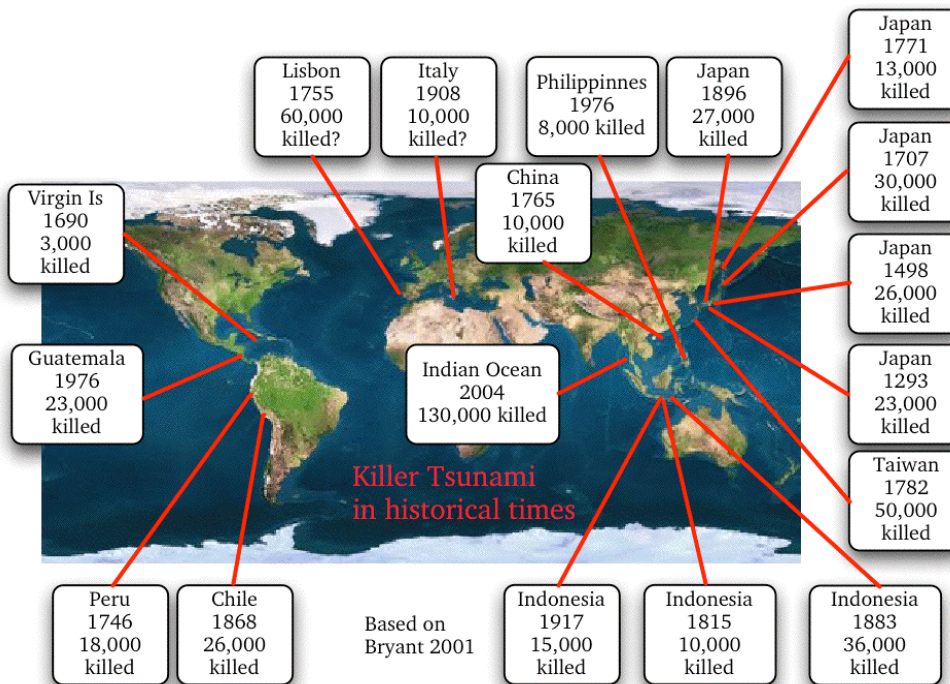 Lisbon
1755
60,000
killed?
Italy
1908
10,000
killed?
Philippinnes
1976
8,000 killed
Japan
1896
27,000
killed
Japan
1771
13,000
killed
Japan
1707
30,000
killed
China
1765
10,000
killed
Virgin Is
1690
3,000
killed
Japan
1498
26,000
killed
Guatemala
1976
23,000
killed
Indian Ocean
2004
130,000 killed
Japan
1293
23,000
killed
Killer Tsunami
in historical times
Taiwan
1782
50,000
killed
Peru
1746
18,000
killed
Chile
1868
26,000
killed
Based on
Bryant 2001
Indonesia
1917
15,000
killed
Indonesia
1815
10,000
killed
Indonesia
1883
36,000
killed